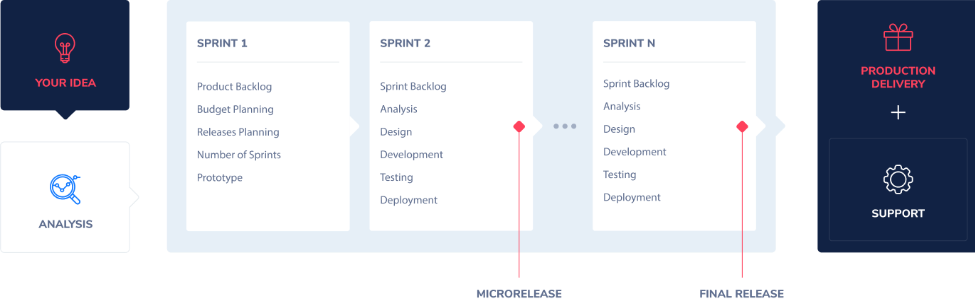 YOUR IDEA
ANALYSIS
SPRINT 1
Product Backlog
Budget Planning
Releases Planning
Number of Sprints
Prototype
SPRINT 2
Sprint Backlog
Analysis
Design
Development
Testing
Deployment
SPRINT N
Sprint Backlog
Analysis
Design
Development
Testing
Deployment
MICRORELEASE
FINAL RELEASE
PRODUCTION
DELIVERY
+
SUPPORT